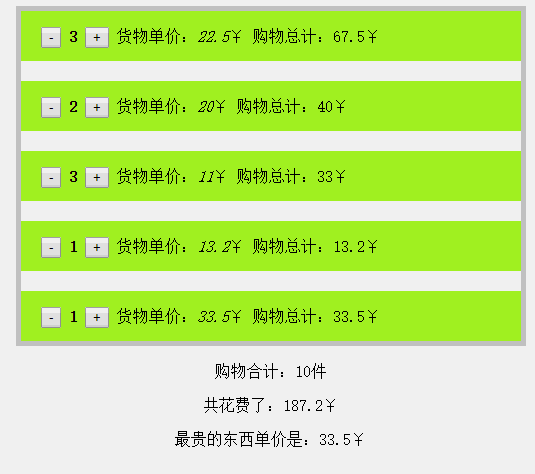 - 3 + 货物单价：22.5￥ 购物总计：67.5￥
- 2 + 货物单价：20￥ 购物总计：40￥
- 3 + 货物单价：11￥ 购物总计：33￥
- 1 + 货物单价：13.2￥ 购物总计：13.2￥
- 1 + 货物单价：33.5￥ 购物总计：33.5￥
购物合计：10件
共花费了：187.2￥
最贵的东西单价是：33.5￥